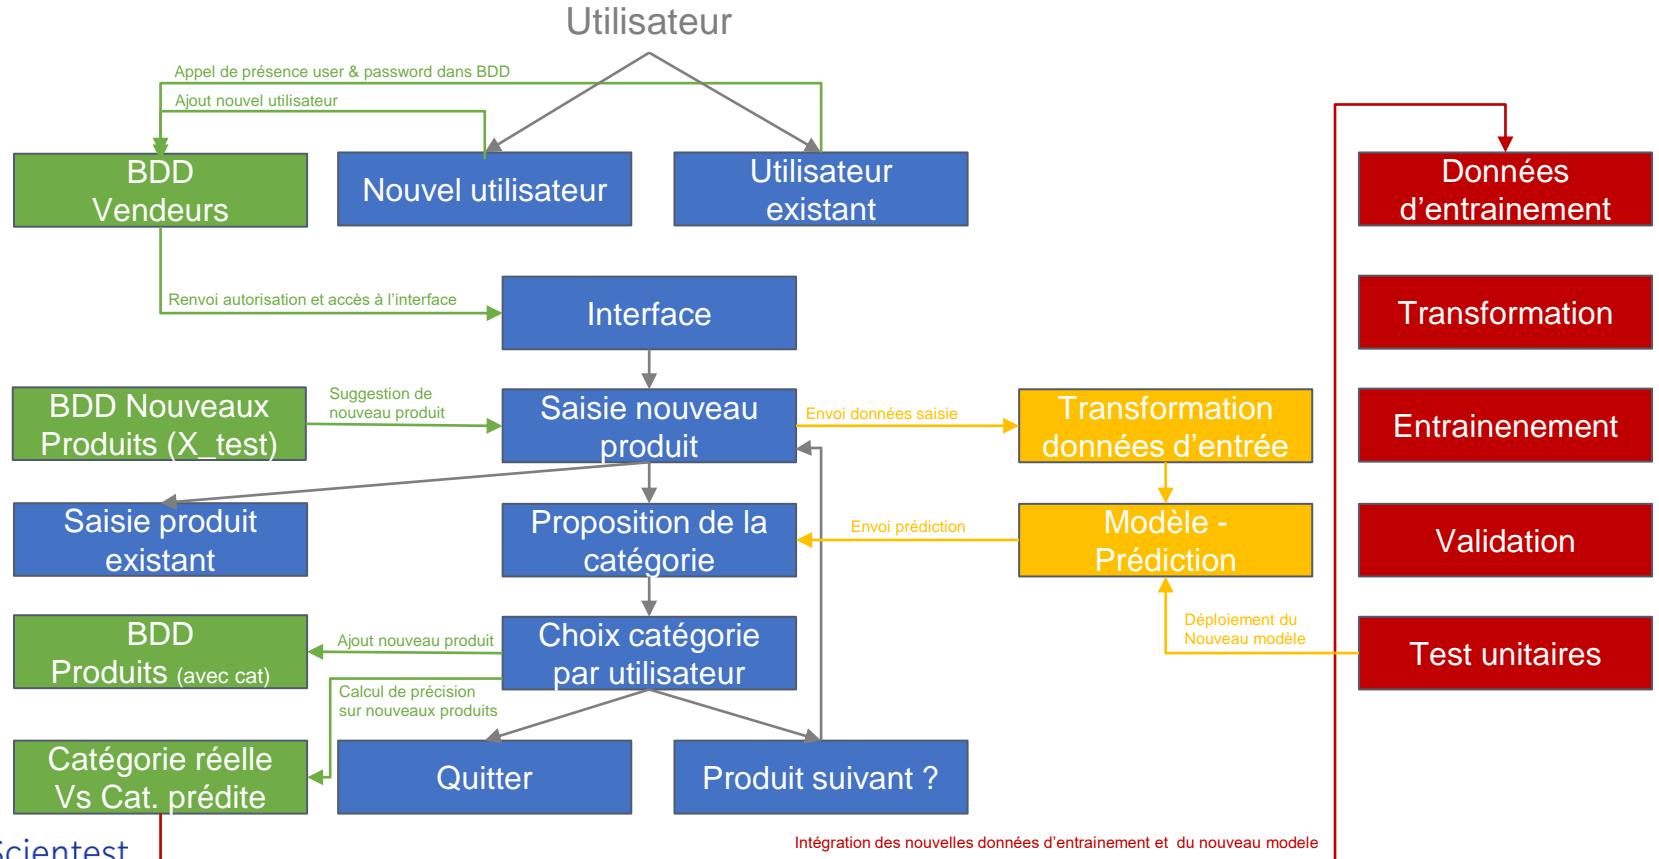 Utilisateur
Appel de présence user & password dans BDD
Ajout nouvel utilisateur
BDD
Vendeurs
Nouvel utilisateur
Utilisateur
existant
Données
d'entrainement
Renvoi autorisation et accès à l'interface
Interface
Transformation
BDD Nouveaux
Produits (X_test)
Suggestion de
nouveau produit
Saisie nouveau
produit
Envoi données saisie
Transformation
données d'entrée
Entrainenement
Saisie produit
existant
Proposition de la
catégorie
Envoi prédiction
Modèle -
Prédiction
Validation
BDD
Produits (avec cat)
Ajout nouveau produit
Choix catégorie
par utilisateur
Déploiement du
Nouveau modèle
Test unitaires
Calcul de précision
sur nouveaux produits
Catégorie réelle
Vs Cat. prédite
Quitter
Produit suivant ?
Intégration des nouvelles données d'entrainement et du nouveau modele
Scientest